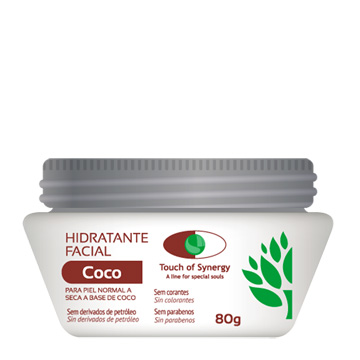 HIDRATANTE
FACIAL
Coco
PARA PIEL NORMAL A
SECA A BASE DE COCO
Sem derivados de petróleo
Sin derivados de petróleo
Touch of Synergy
A line for special souls
Sem corantes
Sin colorantes
Sem parabenos
Sin parabenos
80g